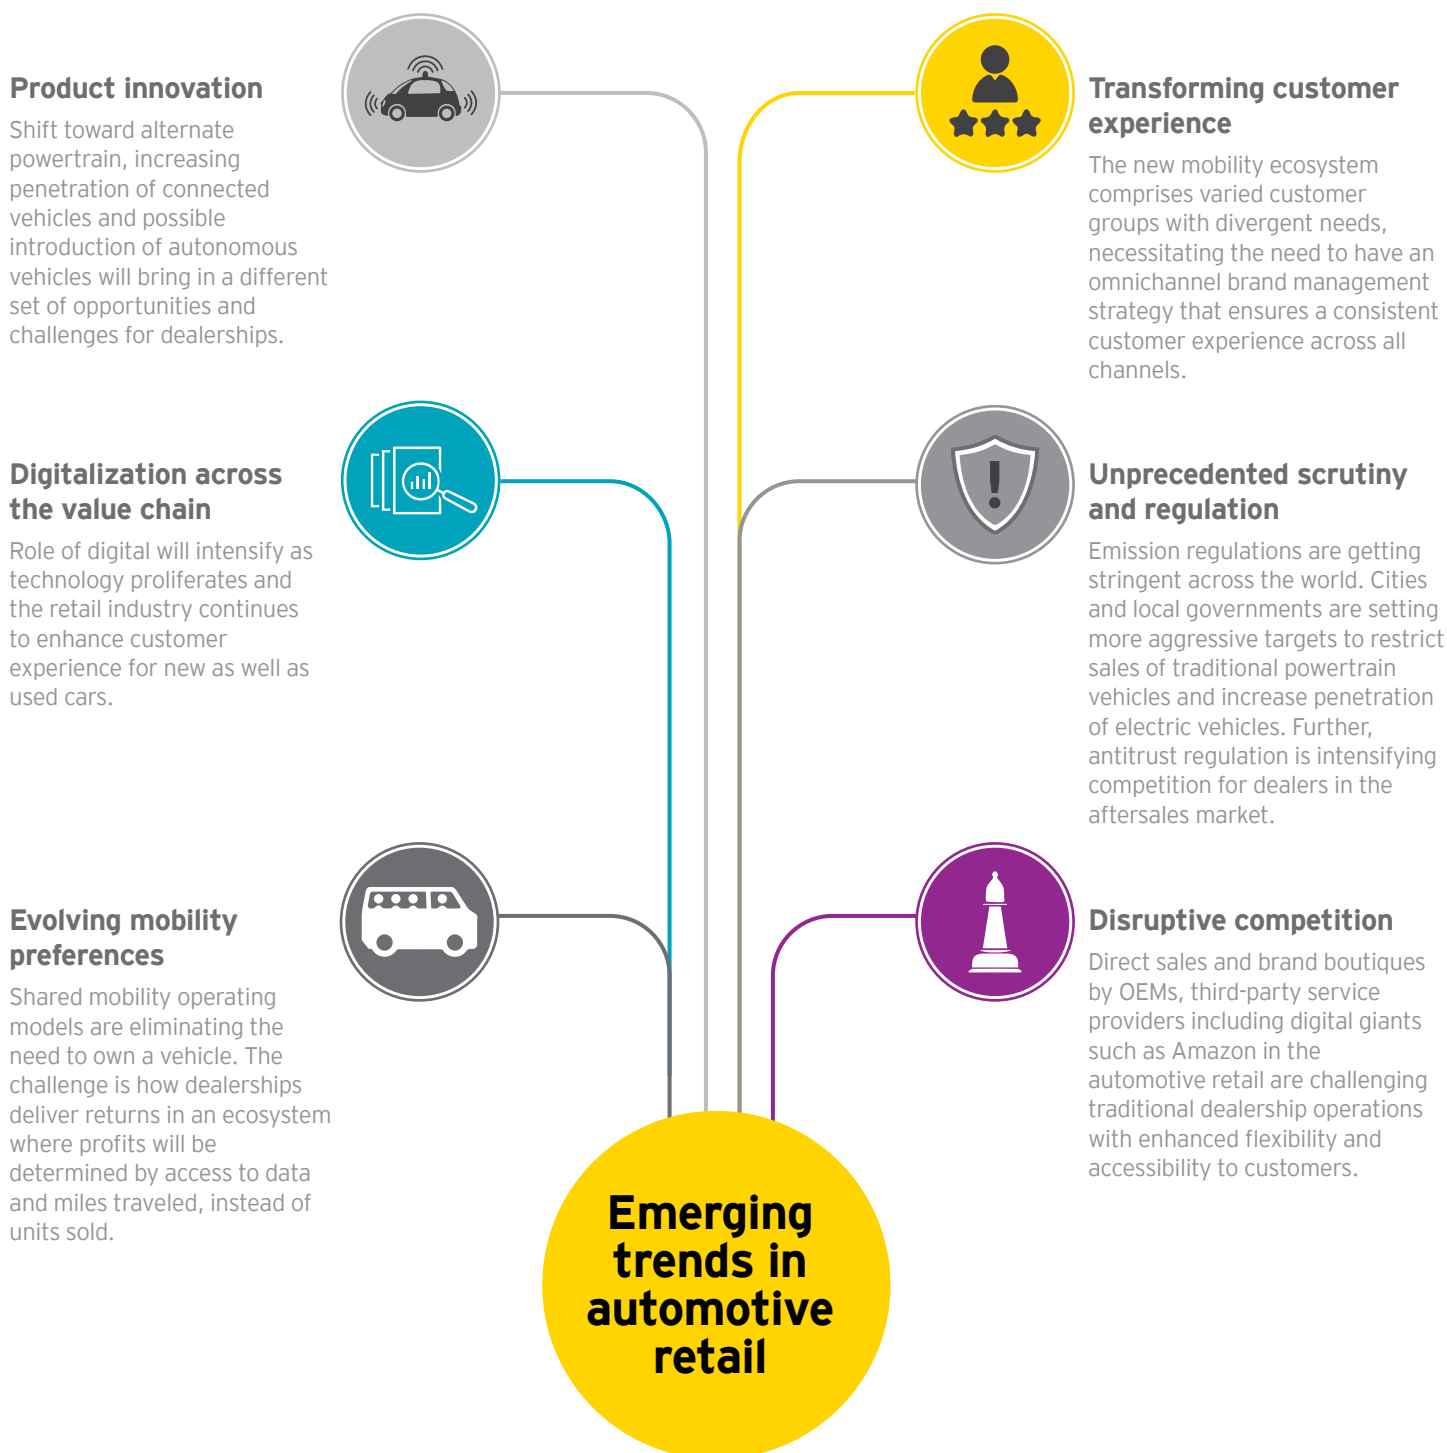 Product innovation
Shift toward alternate
powertrain, increasing
penetration of connected
vehicles and possible
introduction of autonomous
vehicles will bring in a different
set of opportunities and
challenges for dealerships.
Digitalization across
the value chain
Role of digital will intensify as
technology proliferates and
the retail industry continues
to enhance customer
experience for new as well as
used cars.
Evolving mobility
preferences
Shared mobility operating
models are eliminating the
need to own a vehicle. The
challenge is how dealerships
deliver returns in an ecosystem
where profits will be
determined by access to data
and miles traveled, instead of
units sold.
Transforming customer
experience
The new mobility ecosystem
comprises varied customer
groups with divergent needs,
necessitating the need to have an
omnichannel brand management
strategy that ensures a consistent
customer experience across all
channels.
Unprecedented scrutiny
and regulation
Emission regulations are getting
stringent across the world. Cities
and local governments are setting
more aggressive targets to restrict
sales of traditional powertrain
vehicles and increase penetration
of electric vehicles. Further,
antitrust regulation is intensifying
competition for dealers in the
aftersales market.
Disruptive competition
Direct sales and brand boutiques
by OEMs, third-party service
providers including digital giants
such as Amazon in the
automotive retail are challenging
traditional dealership operations
with enhanced flexibility and
accessibility to customers.
Emerging
trends in
automotive
retail